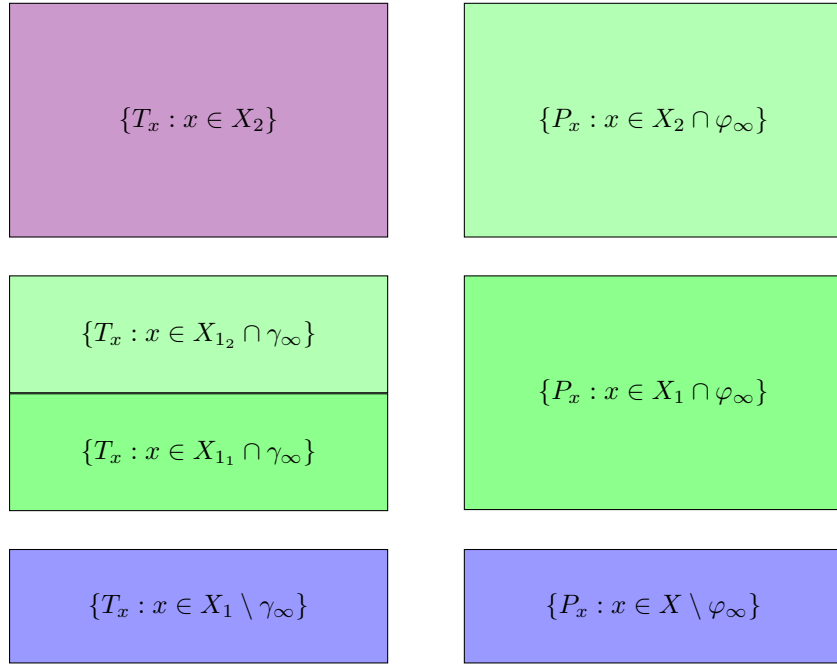 {T_x : x ∈ X_2}
{P_x : x ∈ X_2 ∩ φ_∞}
{T_x : x ∈ X_{1_2} ∩ γ_∞}
{P_x : x ∈ X_1 ∩ φ_∞}
{T_x : x ∈ X_{1_1} ∩ γ_∞}
{T_x : x ∈ X_1 \ γ_∞}
{P_x : x ∈ X \ φ_∞}